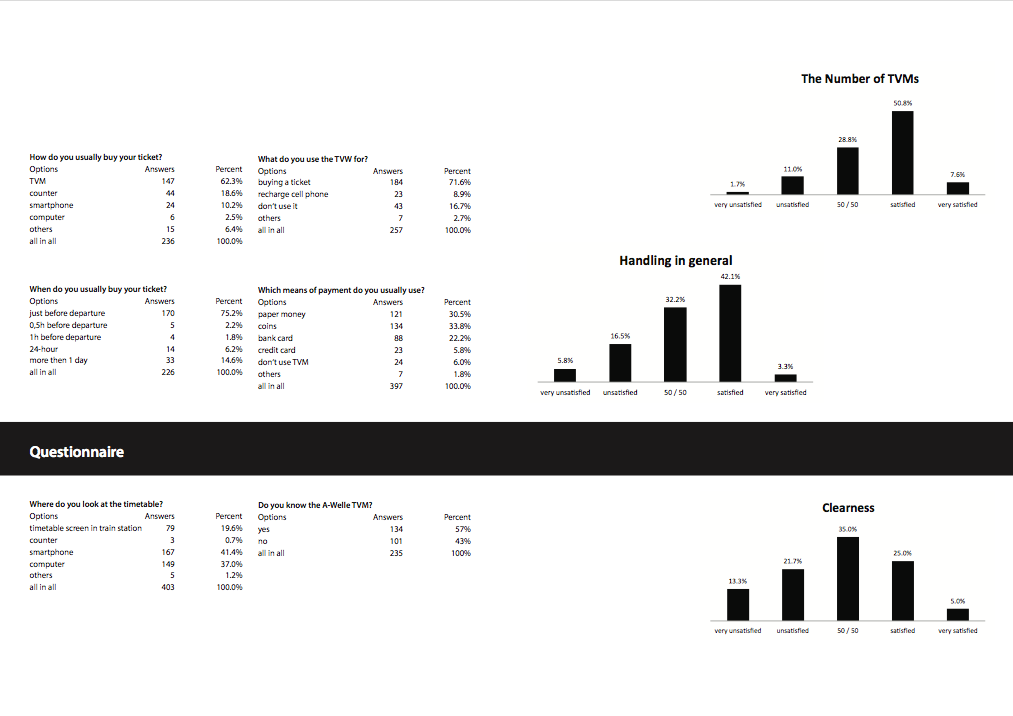 The Number of TVMs
50.8%
28.8%
11.0%
7.6%
1.7%
very unsatisfied unsatisfied 50 / 50 satisfied very satisfied
How do you usually buy your ticket?
Options Answers Percent
TVM 147 62.3%
counter 44 18.6%
smartphone 24 10.2%
computer 6 2.5%
others 15 6.4%
all in all 236 100.0%
What do you use the TVW for?
Options Answers Percent
buying a ticket 184 71.6%
recharge cell phone 23 8.9%
don't use it 43 16.7%
others 7 2.7%
all in all 257 100.0%
Handling in general
42.1%
32.2%
16.5%
5.8%
3.3%
very unsatisfied unsatisfied 50 / 50 satisfied very satisfied
When do you usually buy your ticket?
Options Answers Percent
just before departure 170 75.2%
0,5h before departure 5 2.2%
1h before departure 4 1.8%
24-hour 14 6.2%
more then 1 day 33 14.6%
all in all 226 100.0%
Which means of payment do you usually use?
Options Answers Percent
paper money 121 30.5%
coins 134 33.8%
bank card 88 22.2%
credit card 23 5.8%
don't use TVM 24 6.0%
others 7 1.8%
all in all 397 100.0%
Questionnaire
Where do you look at the timetable?
Options Answers Percent
timetable screen in train station 79 19.6%
counter 3 0.7%
smartphone 167 41.4%
computer 149 37.0%
others 5 1.2%
all in all 403 100.0%
Do you know the A-Welle TVM?
Options Answers Percent
yes 134 57%
no 101 43%
all in all 235 100%
Clearness
35.0%
25.0%
21.7%
13.3%
5.0%
very unsatisfied unsatisfied 50 / 50 satisfied very satisfied